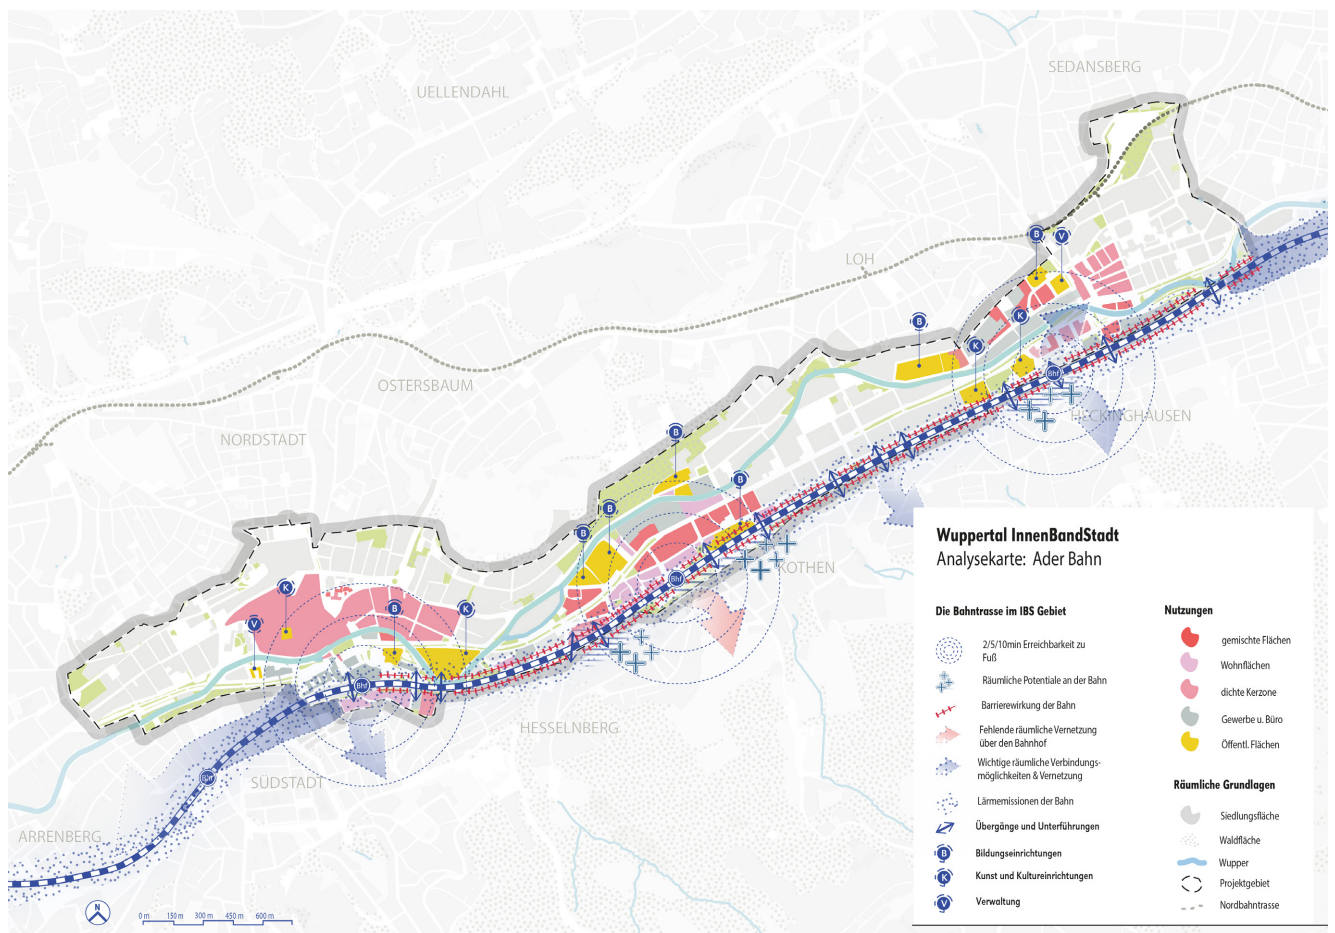 UELLENDAHL
SEDANSBERG
LOH
OSTERSBAUM
NORDSTADT
HECKINGHAUSEN
KOTHEN
HESSELNBERG
SÜDSTADT
ARRENBERG
B
V
B
K
K
B
B
B
B
K
B
K
V
Bhf
Bhf
Bhf
Bhf
N
0 m 150 m 300 m 450 m 600 m
Wuppertal InnenBandStadt
Analysekarte: Ader Bahn
Die Bahntrasse im IBS Gebiet
2/5/10min Erreichbarkeit zu
Fuß
Räumliche Potentiale an der Bahn
Barrierewirkung der Bahn
Fehlende räumliche Vernetzung
über den Bahnhof
Wichtige räumliche Verbindungs-
möglichkeiten & Vernetzung
Lärmemissionen der Bahn
Übergänge und Unterführungen
B Bildungseinrichtungen
K Kunst und Kultureinrichtungen
V Verwaltung
Nutzungen
gemischte Flächen
Wohnflächen
dichte Kerzone
Gewerbe u. Büro
Öffentl. Flächen
Räumliche Grundlagen
Siedlungsfläche
Waldfläche
Wupper
Projektgebiet
Nordbahntrasse